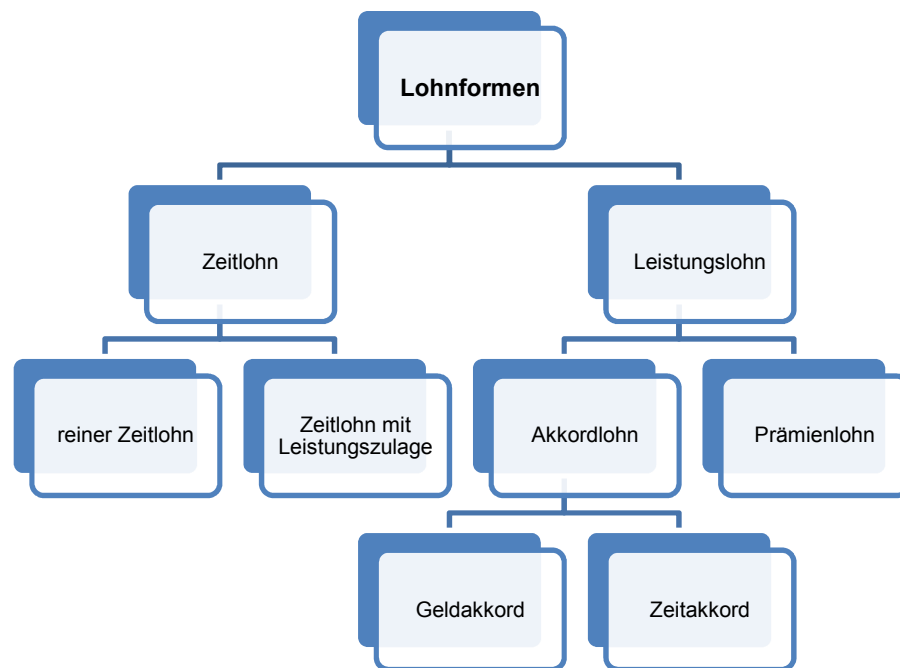 Lohnformen
Zeitlohn
Leistungslohn
reiner Zeitlohn
Zeitlohn mit
Leistungszulage
Akkordlohn
Prämienlohn
Geldakkord
Zeitakkord